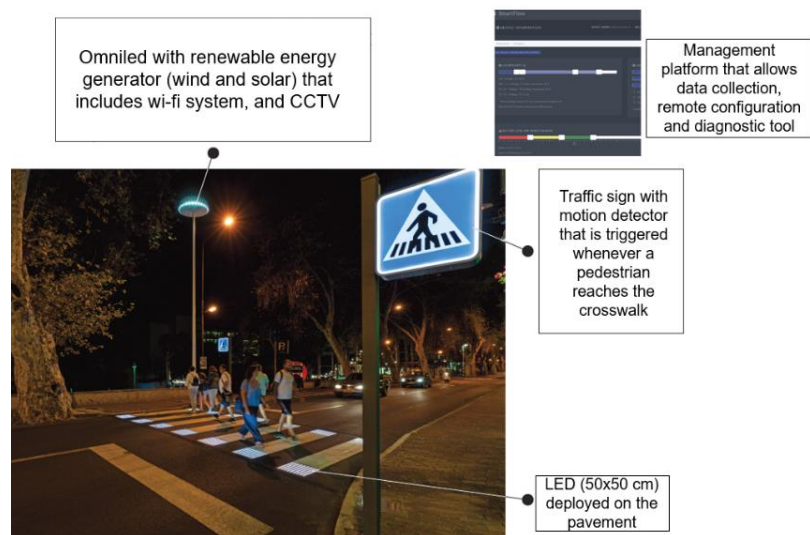 Omniled with renewable energy
generator (wind and solar) that
includes wi-fi system, and CCTV
Management
platform that allows
data collection,
remote configuration
and diagnostic tool
Traffic sign with
motion detector
that is triggered
whenever a
pedestrian
reaches the
crosswalk
LED (50x50 cm)
deployed on the
pavement